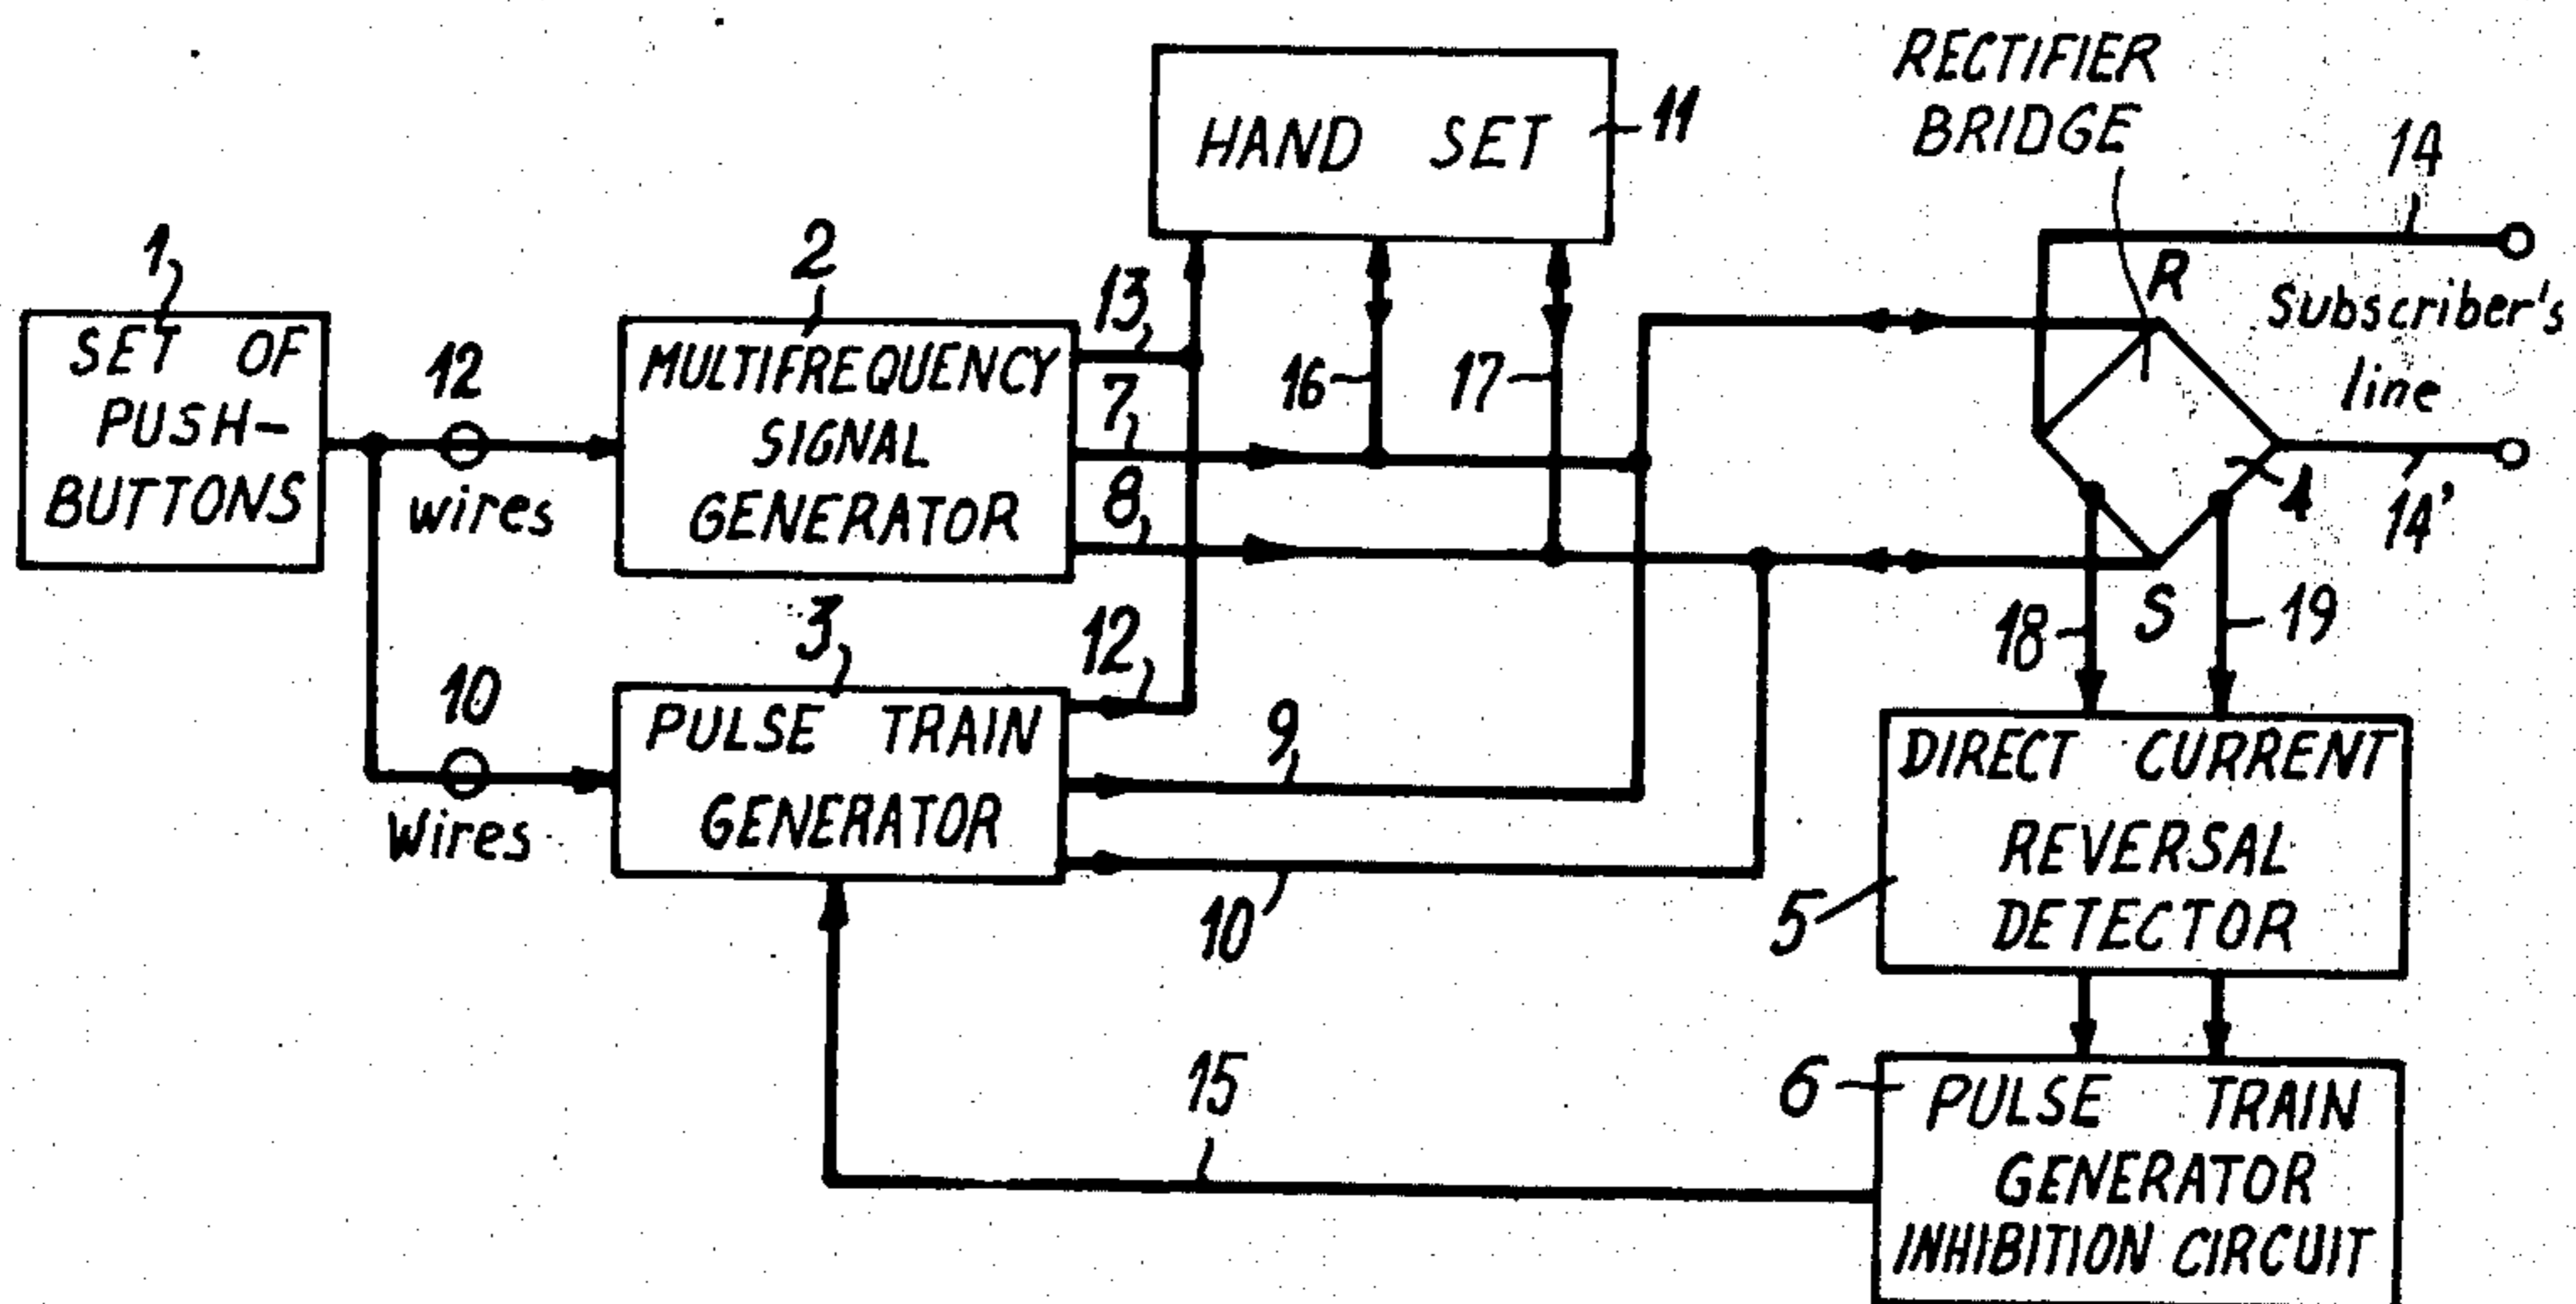 RECTIFIER
BRIDGE
HAND SET
11
14
1
2
13
R
Subscriber's
line
SET OF
PUSH-
BUTTONS
12
wires
MULTIFREQUENCY
SIGNAL
GENERATOR
7
8
16
17
4
14'
3
12
18
S
19
10
Wires
PULSE TRAIN
GENERATOR
9
10
DIRECT CURRENT
REVERSAL
DETECTOR
5
15
6
PULSE TRAIN
GENERATOR
INHIBITION CIRCUIT